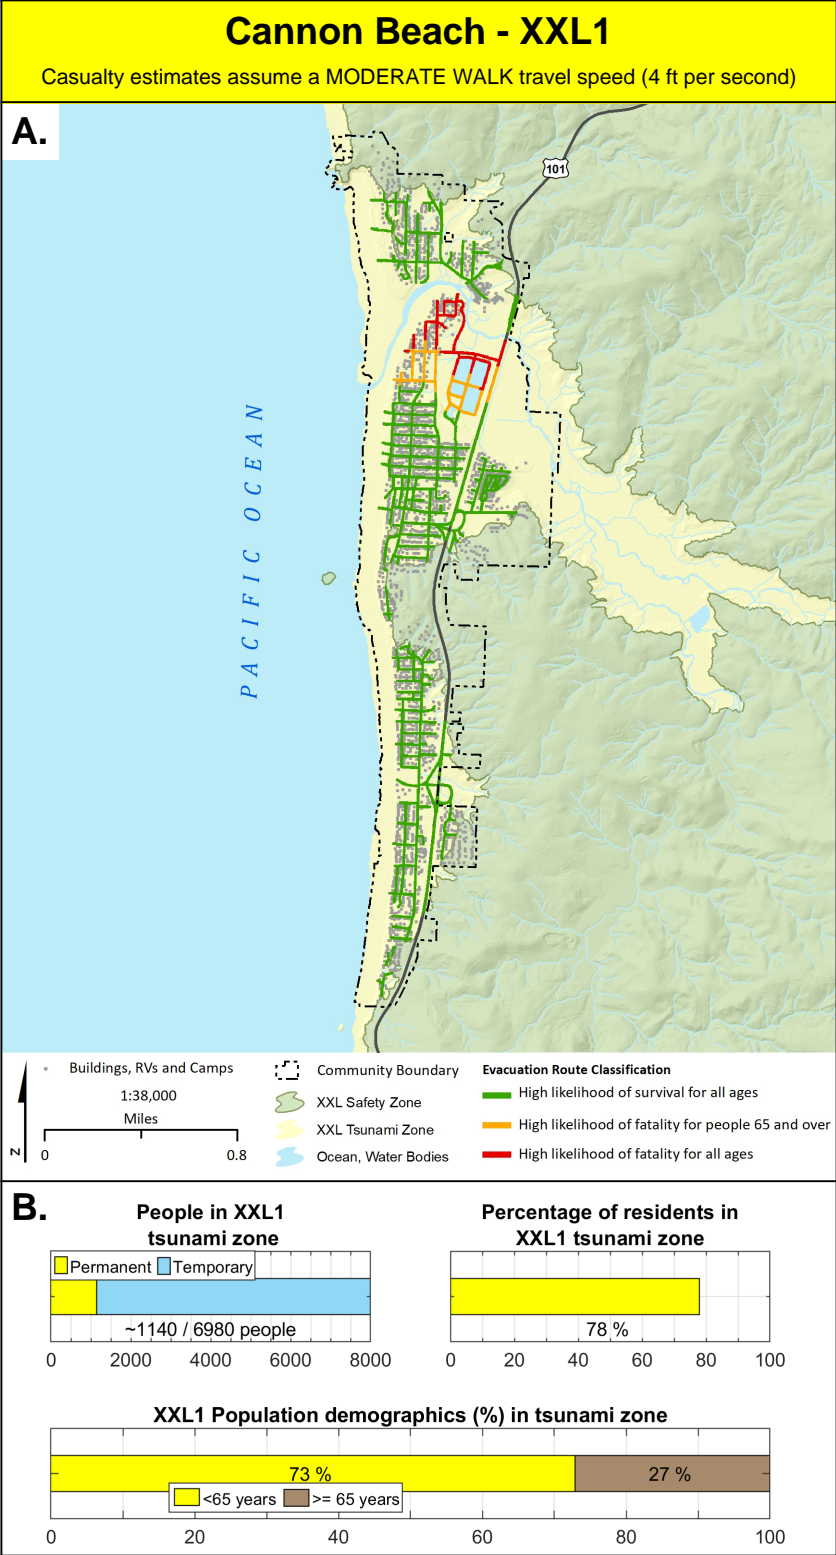 Cannon Beach - XXL1
Casualty estimates assume a MODERATE WALK travel speed (4 ft per second)
A.
101
PACIFIC OCEAN
Buildings, RVs and Camps
1:38,000
Miles
0 0.8
N
Community Boundary
XXL Safety Zone
XXL Tsunami Zone
Ocean, Water Bodies
Evacuation Route Classification
High likelihood of survival for all ages
High likelihood of fatality for people 65 and over
High likelihood of fatality for all ages
B.
People in XXL1
tsunami zone
Permanent Temporary
~1140 / 6980 people
0 2000 4000 6000 8000
Percentage of residents in
XXL1 tsunami zone
78 %
0 20 40 60 80 100
XXL1 Population demographics (%) in tsunami zone
73 % 27 %
<65 years >= 65 years
0 20 40 60 80 100